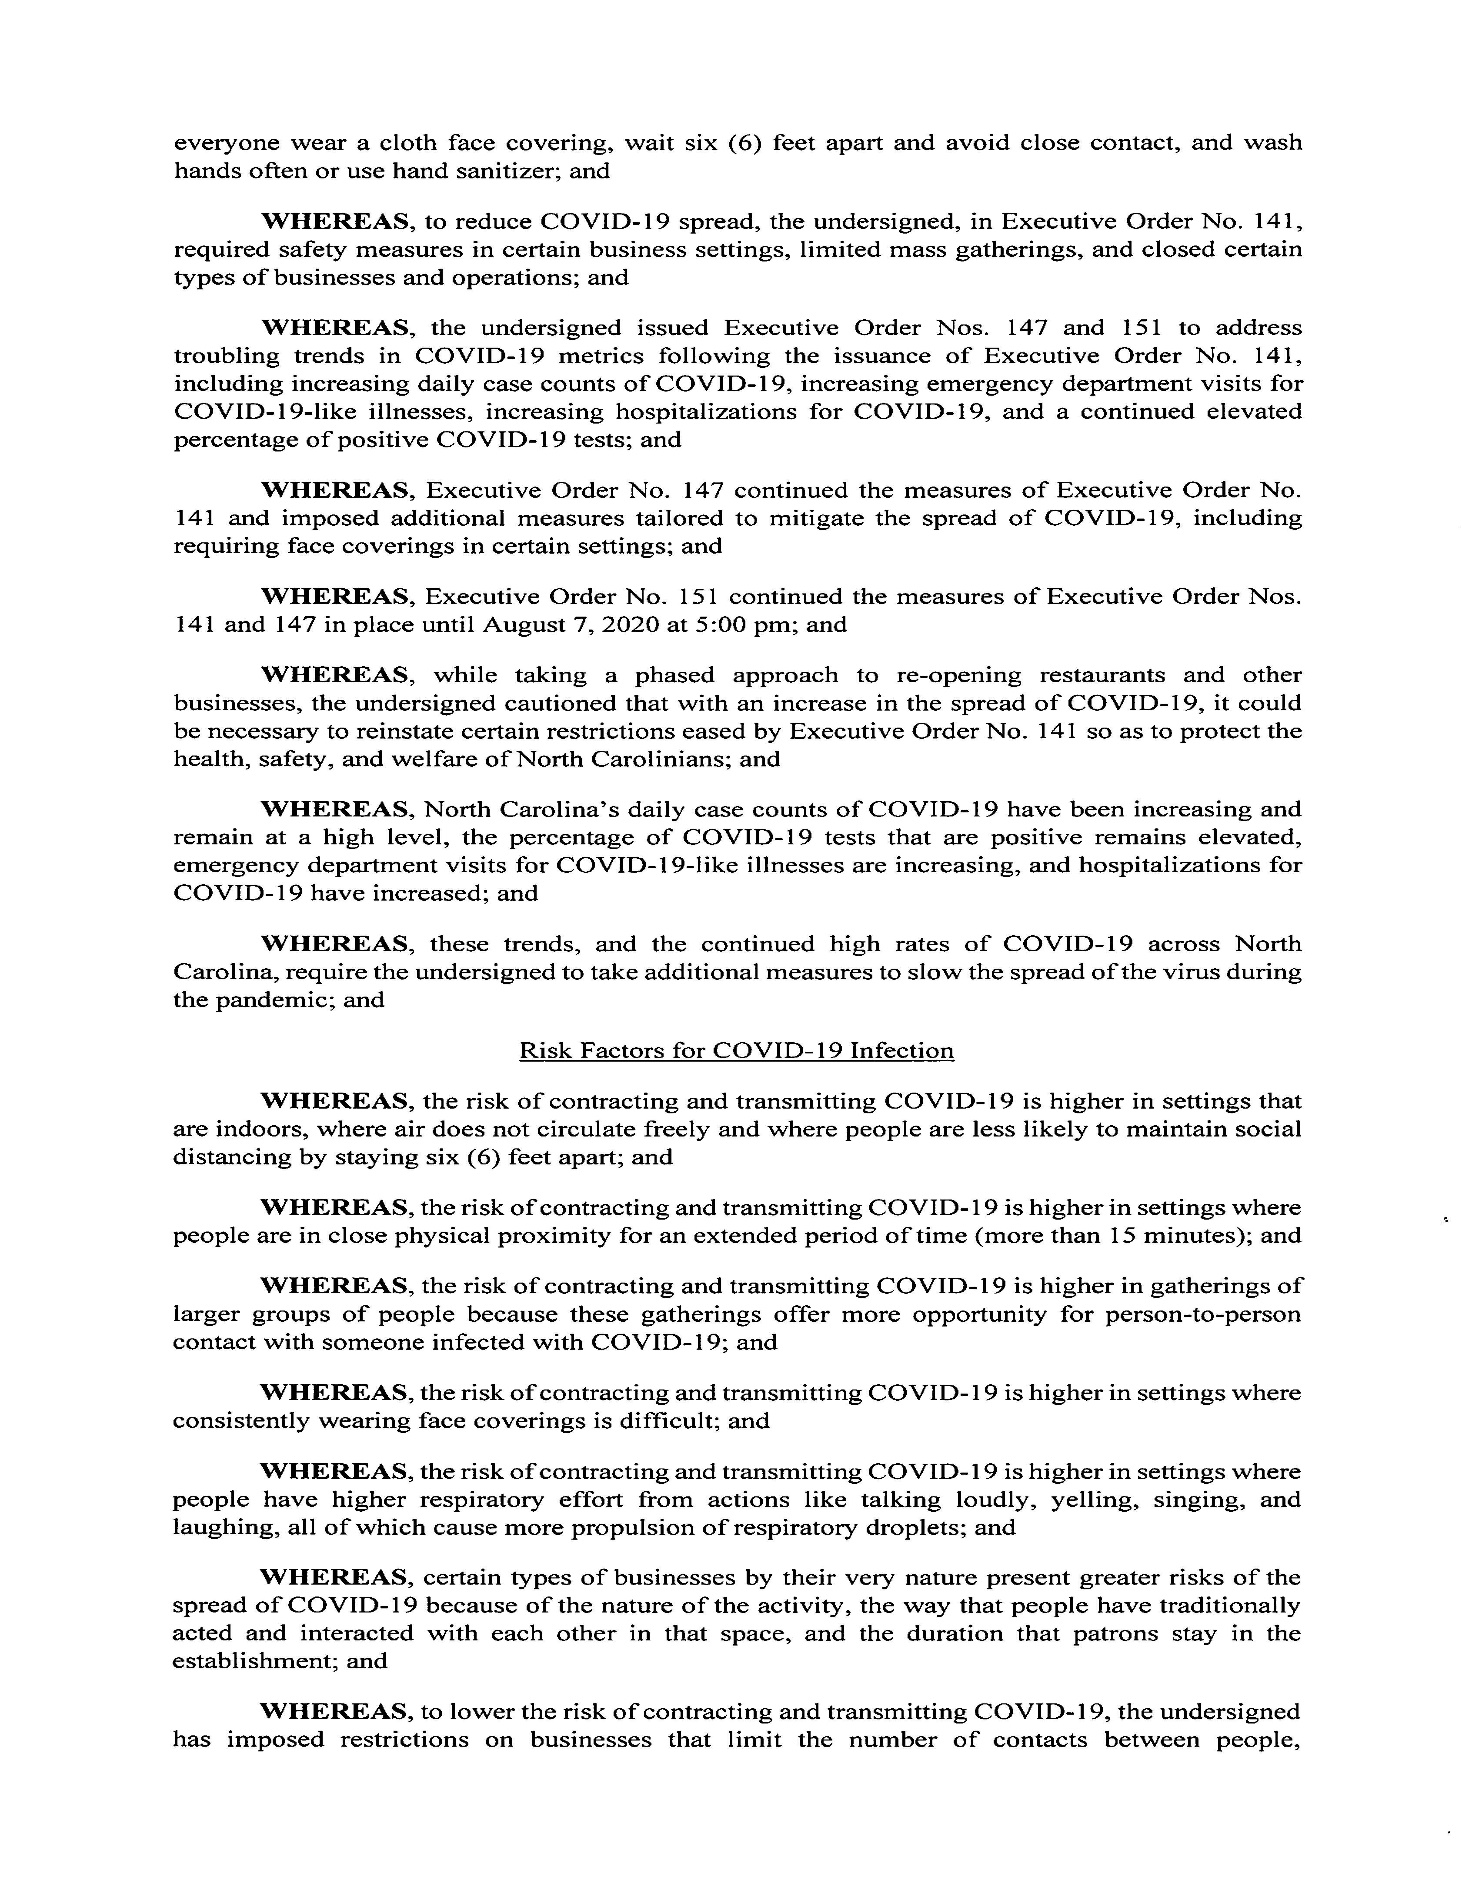 everyone wear a cloth face covering, wait six (6) feet apart and avoid close contact, and wash
hands often or use hand sanitizer; and
WHEREAS, to reduce COVID-19 spread, the undersigned, in Executive Order No. 141,
required safety measures in certain business settings, limited mass gatherings, and closed certain
types of businesses and operations; and
WHEREAS, the undersigned issued Executive Order Nos. 147 and 151 to address
troubling trends in COVID-19 metrics following the issuance of Executive Order No. 141,
including increasing daily case counts of COVID-19, increasing emergency department visits for
COVID-19-like illnesses, increasing hospitalizations for COVID-19, and a continued elevated
percentage of positive COVID-19 tests; and
WHEREAS, Executive Order No. 147 continued the measures of Executive Order No.
141 and imposed additional measures tailored to mitigate the spread of COVID-19, including
requiring face coverings in certain settings; and
WHEREAS, Executive Order No. 151 continued the measures of Executive Order Nos.
141 and 147 in place until August 7, 2020 at 5:00 pm; and
WHEREAS, while taking a phased approach to re-opening restaurants and other
businesses, the undersigned cautioned that with an increase in the spread of COVID-19, it could
be necessary to reinstate certain restrictions eased by Executive Order No. 141 so as to protect the
health, safety, and welfare of North Carolinians; and
WHEREAS, North Carolina's daily case counts of COVID-19 have been increasing and
remain at a high level, the percentage of COVID-19 tests that are positive remains elevated,
emergency department visits for COVID-19-like illnesses are increasing, and hospitalizations for
COVID-19 have increased; and
WHEREAS, these trends, and the continued high rates of COVID-19 across North
Carolina, require the undersigned to take additional measures to slow the spread of the virus during
the pandemic; and
Risk Factors for COVID-19 Infection
WHEREAS, the risk of contracting and transmitting COVID-19 is higher in settings that
are indoors, where air does not circulate freely and where people are less likely to maintain social
distancing by staying six (6) feet apart; and
WHEREAS, the risk of contracting and transmitting COVID-19 is higher in settings where
people are in close physical proximity for an extended period of time (more than 15 minutes); and
WHEREAS, the risk of contracting and transmitting COVID-19 is higher in gatherings of
larger groups of people because these gatherings offer more opportunity for person-to-person
contact with someone infected with COVID-19; and
WHEREAS, the risk of contracting and transmitting COVID-19 is higher in settings where
consistently wearing face coverings is difficult; and
WHEREAS, the risk of contracting and transmitting COVID-19 is higher in settings where
people have higher respiratory effort from actions like talking loudly, yelling, singing, and
laughing, all of which cause more propulsion of respiratory droplets; and
WHEREAS, certain types of businesses by their very nature present greater risks of the
spread of COVID-19 because of the nature of the activity, the way that people have traditionally
acted and interacted with each other in that space, and the duration that patrons stay in the
establishment; and
WHEREAS, to lower the risk of contracting and transmitting COVID-19, the undersigned
has imposed restrictions on businesses that limit the number of contacts between people,